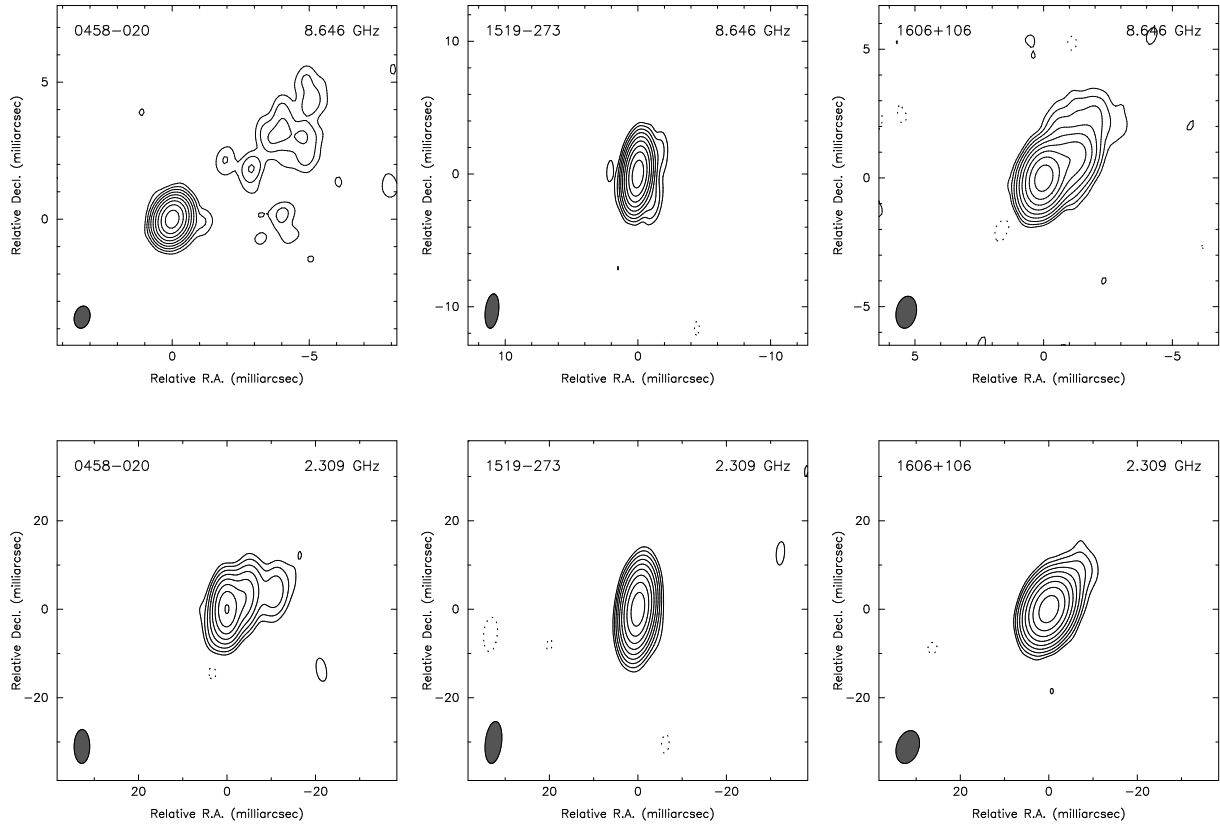 0458−020 8.646 GHz
5
0
0 −5
Relative Decl. (milliarcsec)
Relative R.A. (milliarcsec)
1519−273 8.646 GHz
10
0
−10
10 0 −10
Relative Decl. (milliarcsec)
Relative R.A. (milliarcsec)
1606+106 8.646 GHz
5
0
−5
5 0 −5
Relative Decl. (milliarcsec)
Relative R.A. (milliarcsec)
0458−020 2.309 GHz
20
0
−20
20 0 −20
Relative Decl. (milliarcsec)
Relative R.A. (milliarcsec)
1519−273 2.309 GHz
20
0
−20
20 0 −20
Relative Decl. (milliarcsec)
Relative R.A. (milliarcsec)
1606+106 2.309 GHz
20
0
−20
20 0 −20
Relative Decl. (milliarcsec)
Relative R.A. (milliarcsec)